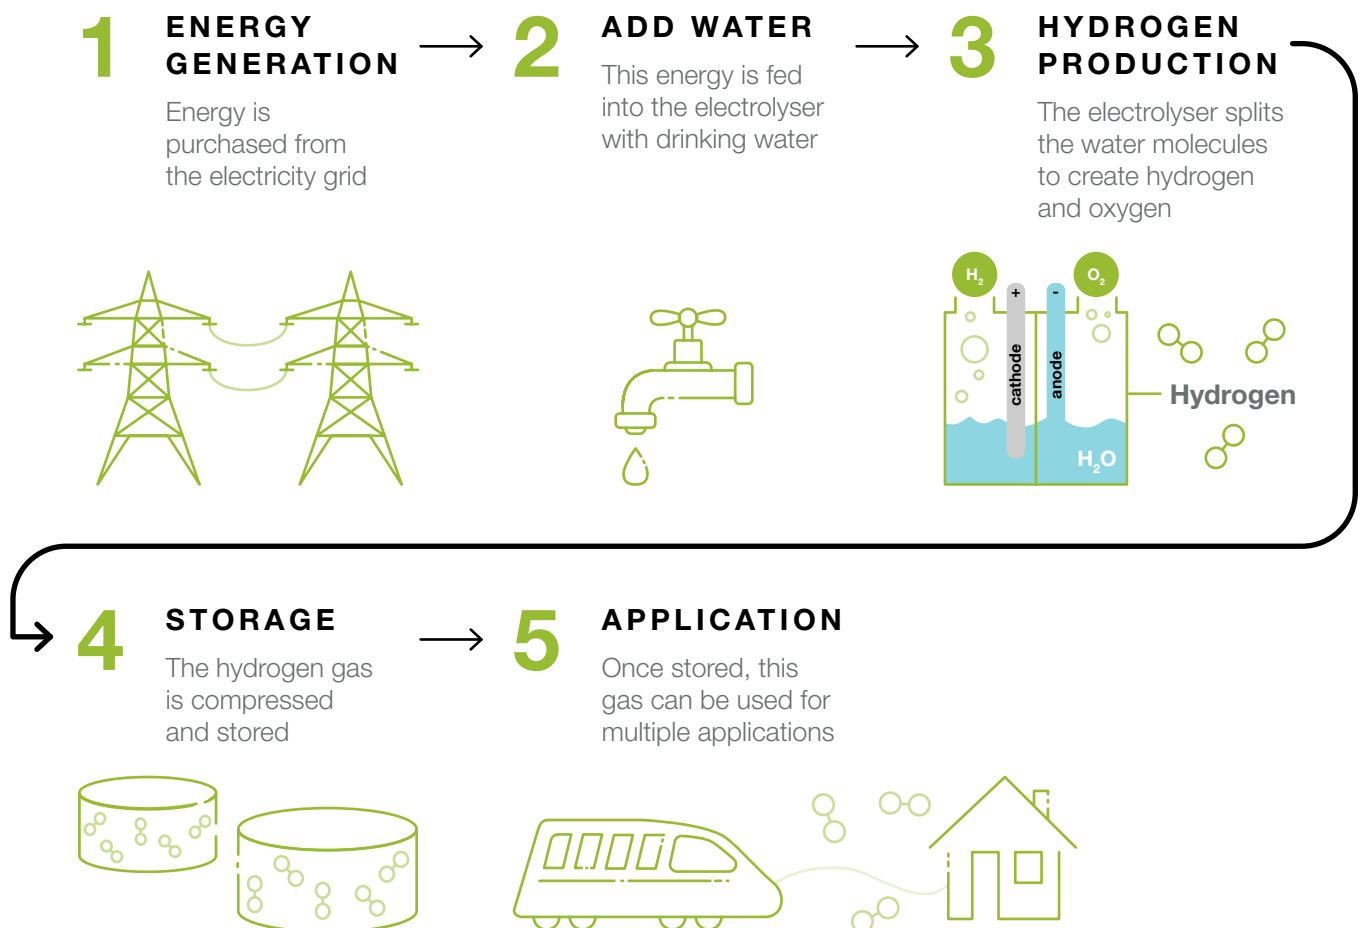 1
ENERGY
GENERATION
Energy is
purchased from
the electricity grid
2
ADD WATER
This energy is fed
into the electrolyser
with drinking water
3
HYDROGEN
PRODUCTION
The electrolyser splits
the water molecules
to create hydrogen
and oxygen
H₂
+
cathode
-
anode
O₂
H₂O
Hydrogen
4
STORAGE
The hydrogen gas
is compressed
and stored
5
APPLICATION
Once stored, this
gas can be used for
multiple applications